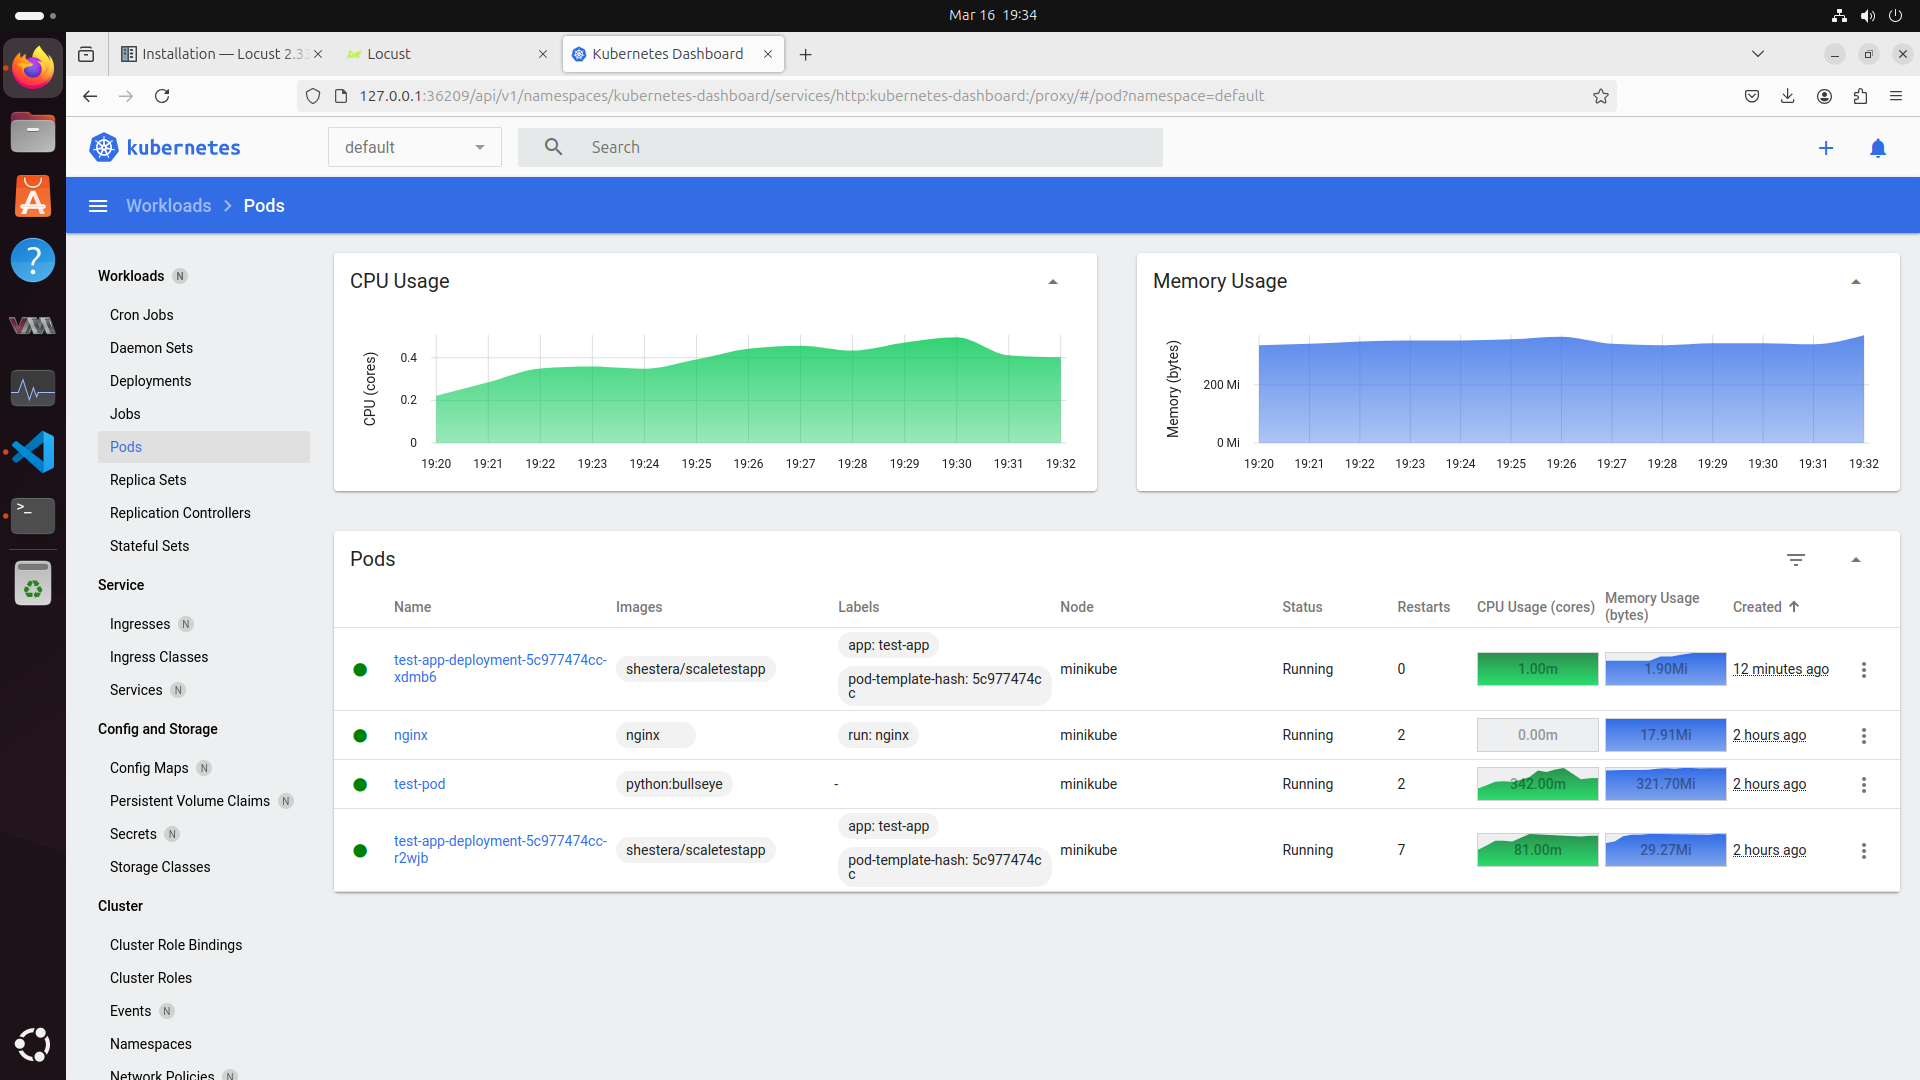 Mar 16 19:34
Installation — Locust 2.33
Locust
Kubernetes Dashboard
127.0.0.1:36209/api/v1/namespaces/kubernetes-dashboard/services/http:kubernetes-dashboard:/proxy/#/pod?namespace=default
kubernetes
default
Search
Workloads
Pods
Workloads N
Cron Jobs
Daemon Sets
Deployments
Jobs
Pods
Replica Sets
Replication Controllers
Stateful Sets
Service
Ingresses N
Ingress Classes
Services N
Config and Storage
Config Maps N
Persistent Volume Claims N
Secrets N
Storage Classes
Cluster
Cluster Role Bindings
Cluster Roles
Events N
Namespaces
Network Policies N
CPU Usage
CPU (cores)
0.4
0.2
0
19:20 19:21 19:22 19:23 19:24 19:25 19:26 19:27 19:28 19:29 19:30 19:31 19:32
Memory Usage
Memory (bytes)
200 Mi
0 Mi
19:20 19:21 19:22 19:23 19:24 19:25 19:26 19:27 19:28 19:29 19:30 19:31 19:32
Pods
Name Images Labels Node Status Restarts CPU Usage (cores) Memory Usage
(bytes) Created
test-app-deployment-5c977474cc-
xdmb6
shestera/scaletestapp
app: test-app
pod-template-hash: 5c977474c
c
minikube Running 0 1.00m 1.90Mi 12 minutes ago
nginx nginx run: nginx minikube Running 2 0.00m 17.91Mi 2 hours ago
test-pod python:bullseye - minikube Running 2 342.00m 321.70Mi 2 hours ago
test-app-deployment-5c977474cc-
r2wjb
shestera/scaletestapp
app: test-app
pod-template-hash: 5c977474c
c
minikube Running 7 81.00m 29.27Mi 2 hours ago